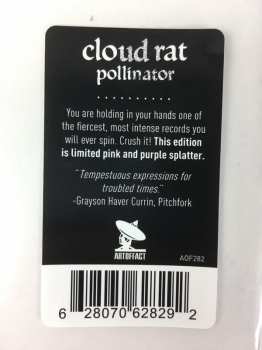 cloud rat
pollinator
..........
You are holding in your hands one of
the fiercest, most intense records you
will ever spin. Crush it! This edition
is limited pink and purple splatter.
"Tempestuous expressions for
troubled times."
-Grayson Haver Currin, Pitchfork
ARTOFFACT
AOF282
6 28070 62829 2